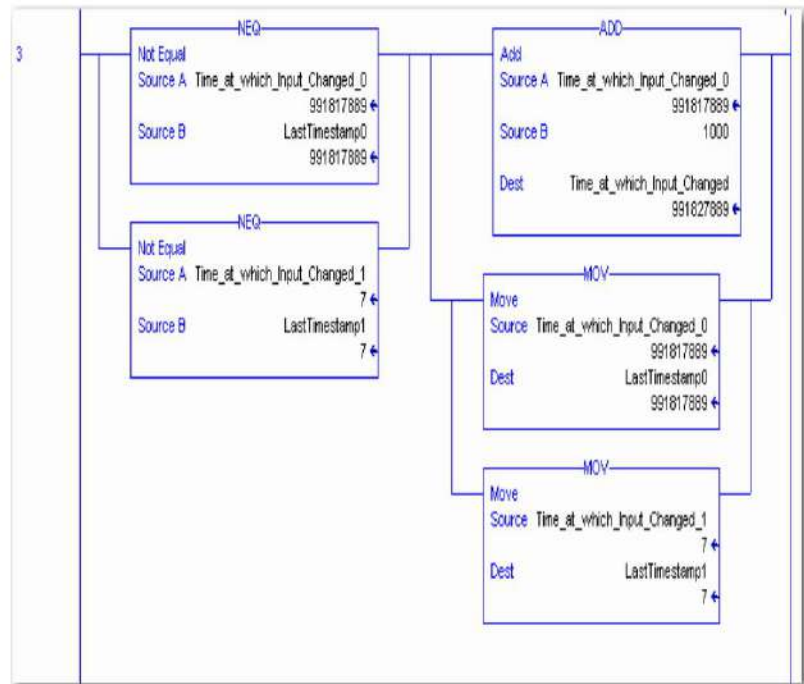 3
NEQ
Not Equal
Source A Time_at_which_Input_Changed_0
991817889
Source B LastTimestamp0
991817889
NEQ
Not Equal
Source A Time_at_which_Input_Changed_1
7
Source B LastTimestamp1
7
ADD
Add
Source A Time_at_which_Input_Changed_0
991817889
Source B 1000
Dest Time_at_which_Input_Changed
991827889
MOV
Move
Source Time_at_which_Input_Changed_0
991817889
Dest LastTimestamp0
991817889
MOV
Move
Source Time_at_which_Input_Changed_1
7
Dest LastTimestamp1
7